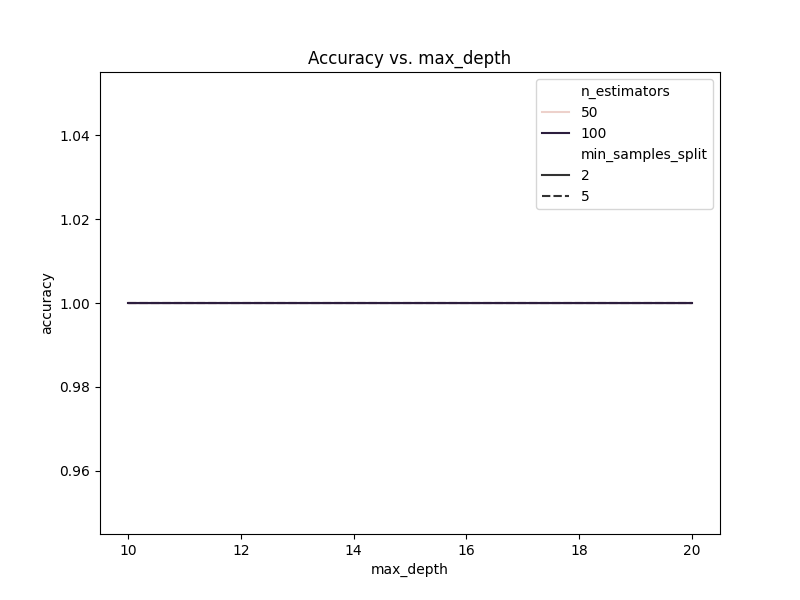 Accuracy vs. max_depth
n_estimators
50
100
min_samples_split
2
5
1.04
1.02
1.00
0.98
0.96
accuracy
10 12 14 16 18 20
max_depth